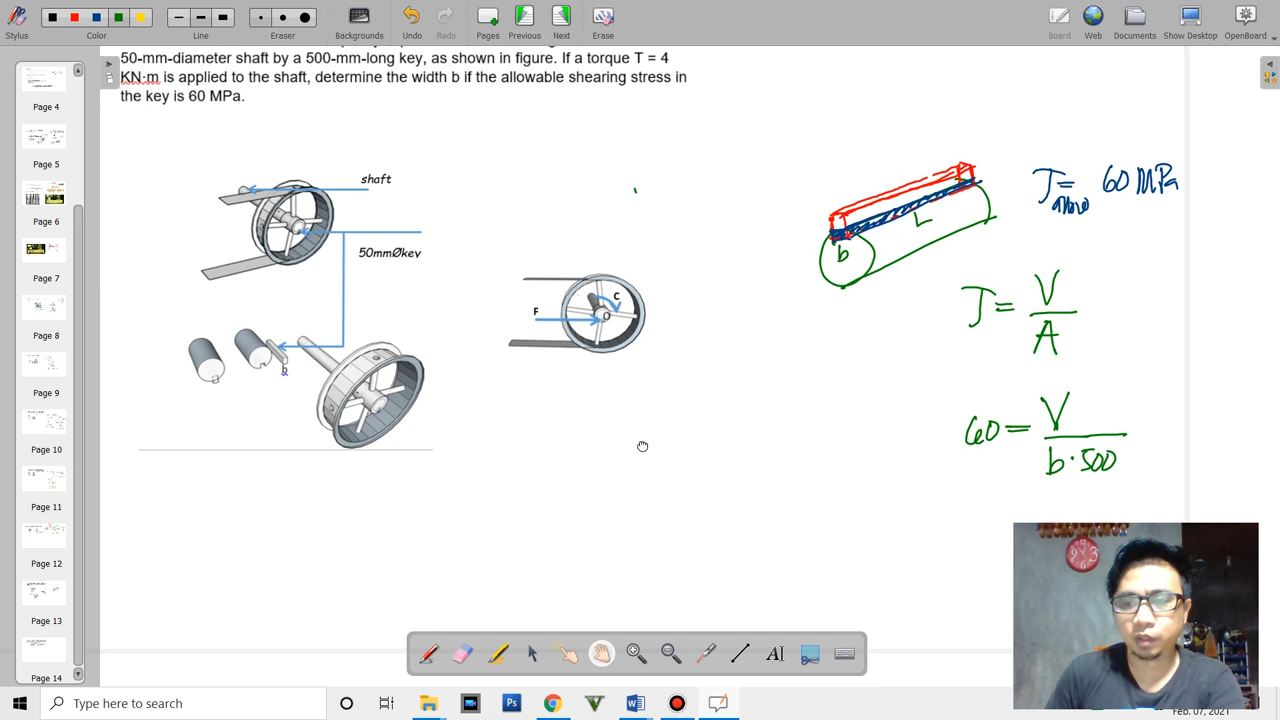 Stylus
Color
Line
Eraser
Backgrounds
Undo
Redo
Pages
Previous
Next
Erase
Board
Web
Documents
Show Desktop
OpenBoard
50-mm-diameter shaft by a 500-mm-long key, as shown in figure. If a torque T = 4
KN·m is applied to the shaft, determine the width b if the allowable shearing stress in
the key is 60 MPa.
Page 4
Page 5
Page 6
Page 7
Page 8
Page 9
Page 10
Page 11
Page 12
Page 13
Page 14
shaft
50mmØkey
b
F
C
O
b
L
τ allow = 60 MPa
τ = V
A
60 = V
b·500
Type here to search
Feb. 07, 2021